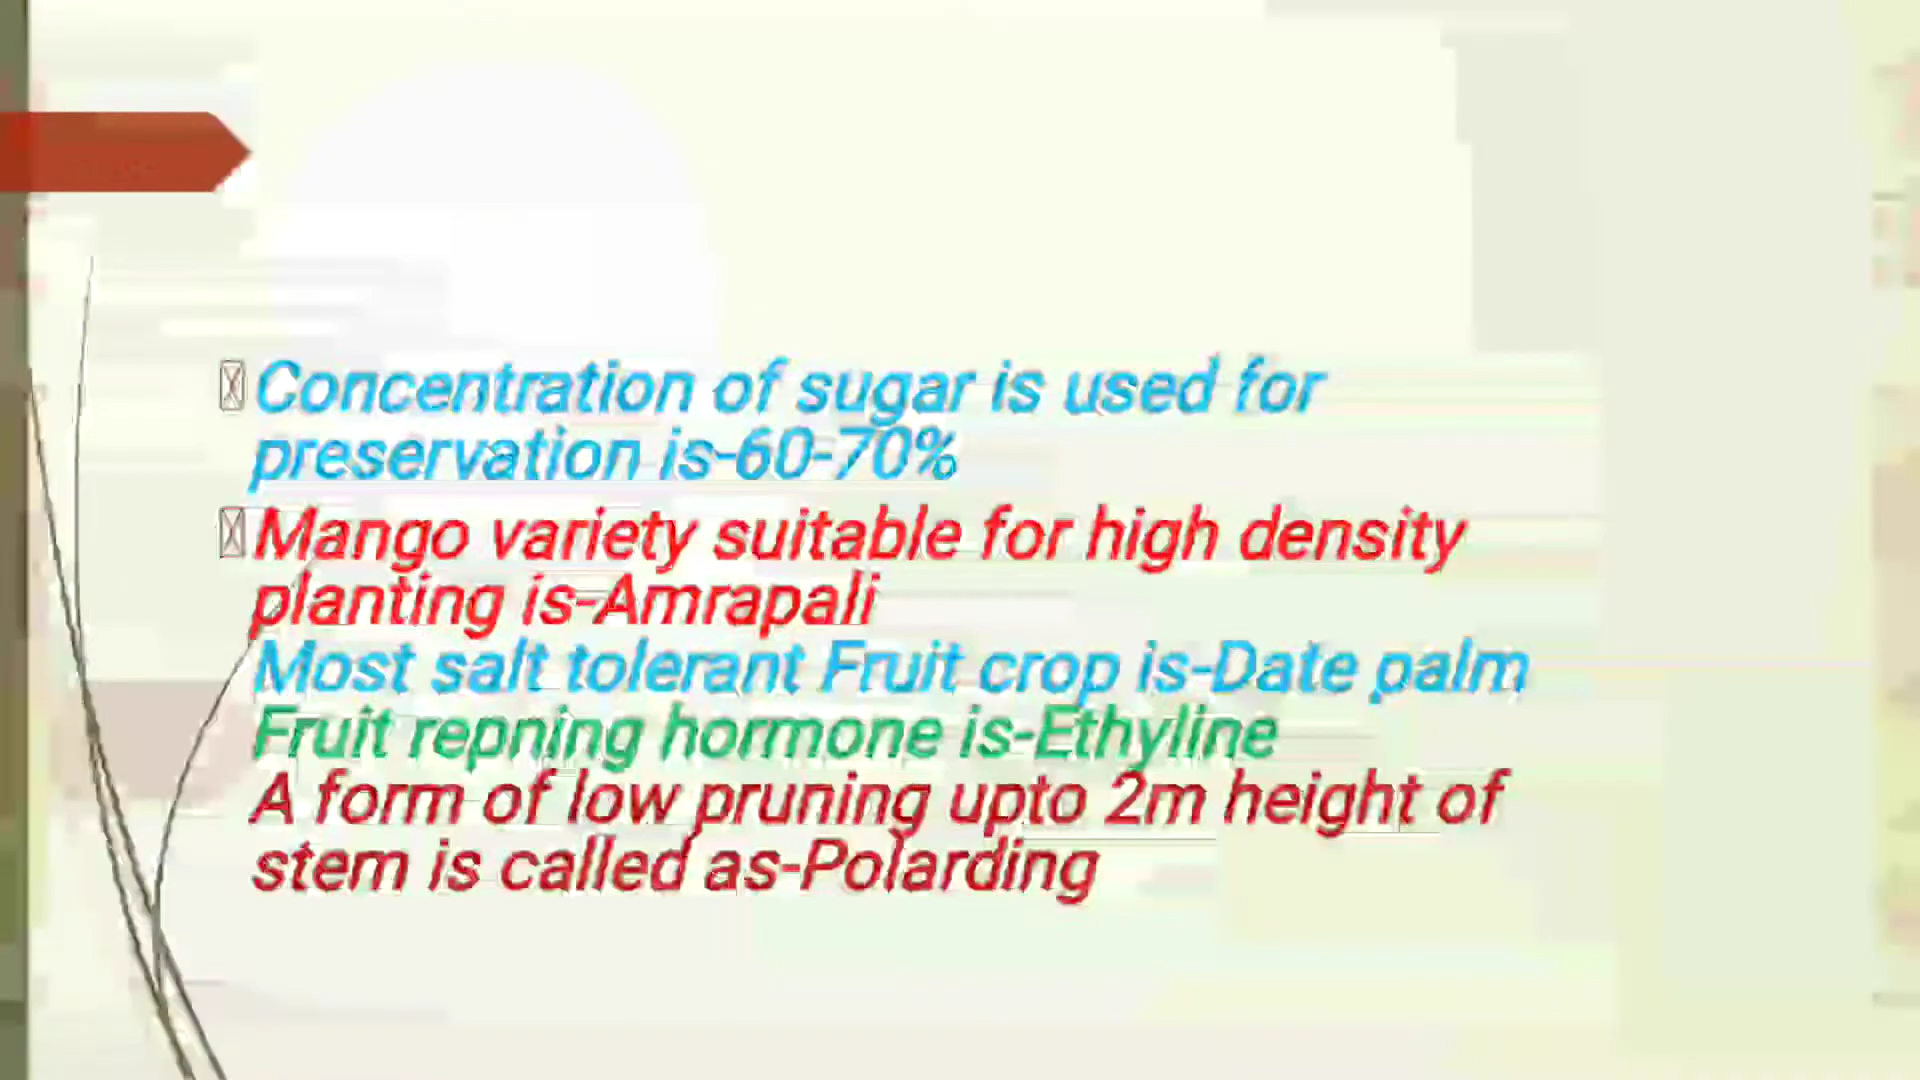 Concentration of sugar is used for
preservation is-60-70%
Mango variety suitable for high density
planting is-Amrapali
Most salt tolerant Fruit crop is-Date palm
Fruit repning hormone is-Ethyline
A form of low pruning upto 2m height of
stem is called as-Polarding